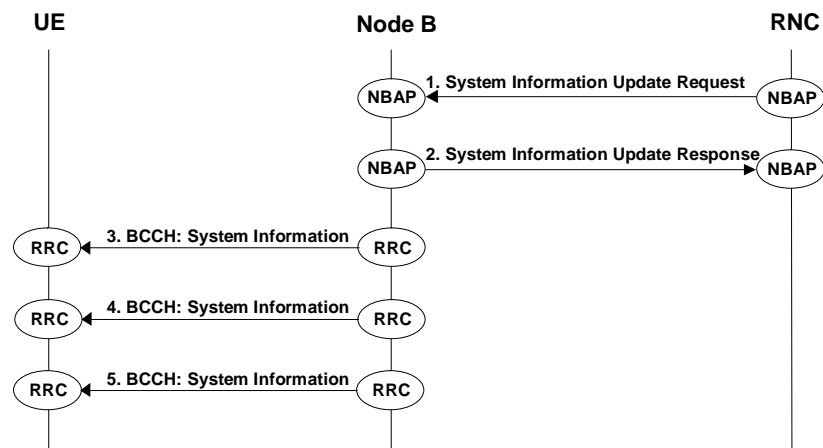 UE
Node B
RNC
1. System Information Update Request
NBAP
NBAP
2. System Information Update Response
NBAP
NBAP
3. BCCH: System Information
RRC
RRC
4. BCCH: System Information
RRC
RRC
5. BCCH: System Information
RRC
RRC